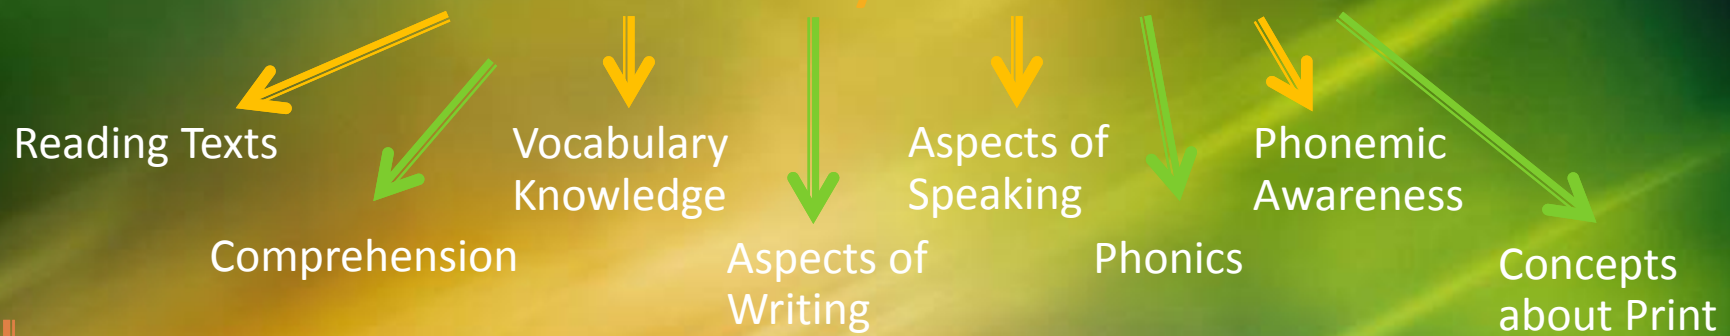 Reading Texts
Comprehension
Vocabulary
Knowledge
Aspects of
Writing
Aspects of
Speaking
Phonics
Phonemic
Awareness
Concepts
about Print